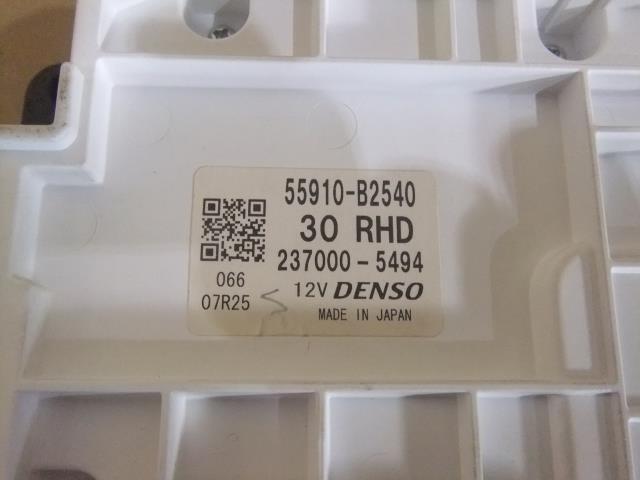 55910-B2540
30 RHD
237000-5494
066
12V DENSO
07R25
MADE IN JAPAN